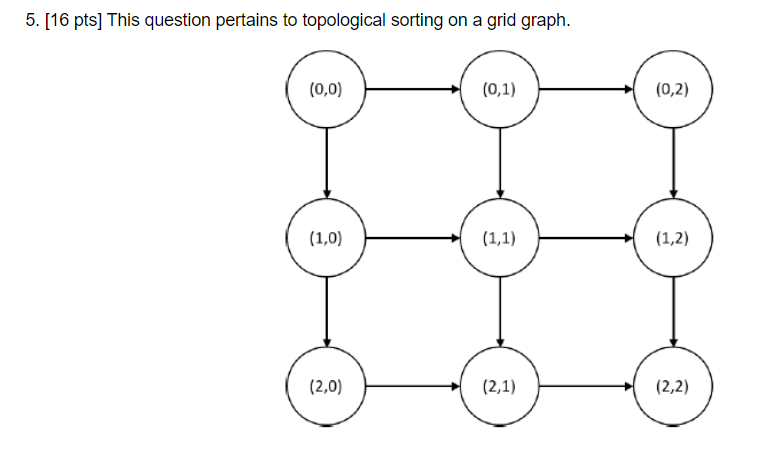 5. [16 pts] This question pertains to topological sorting on a grid graph.
(0,0) (0,1) (0,2)
(1,0) (1,1) (1,2)
(2,0) (2,1) (2,2)